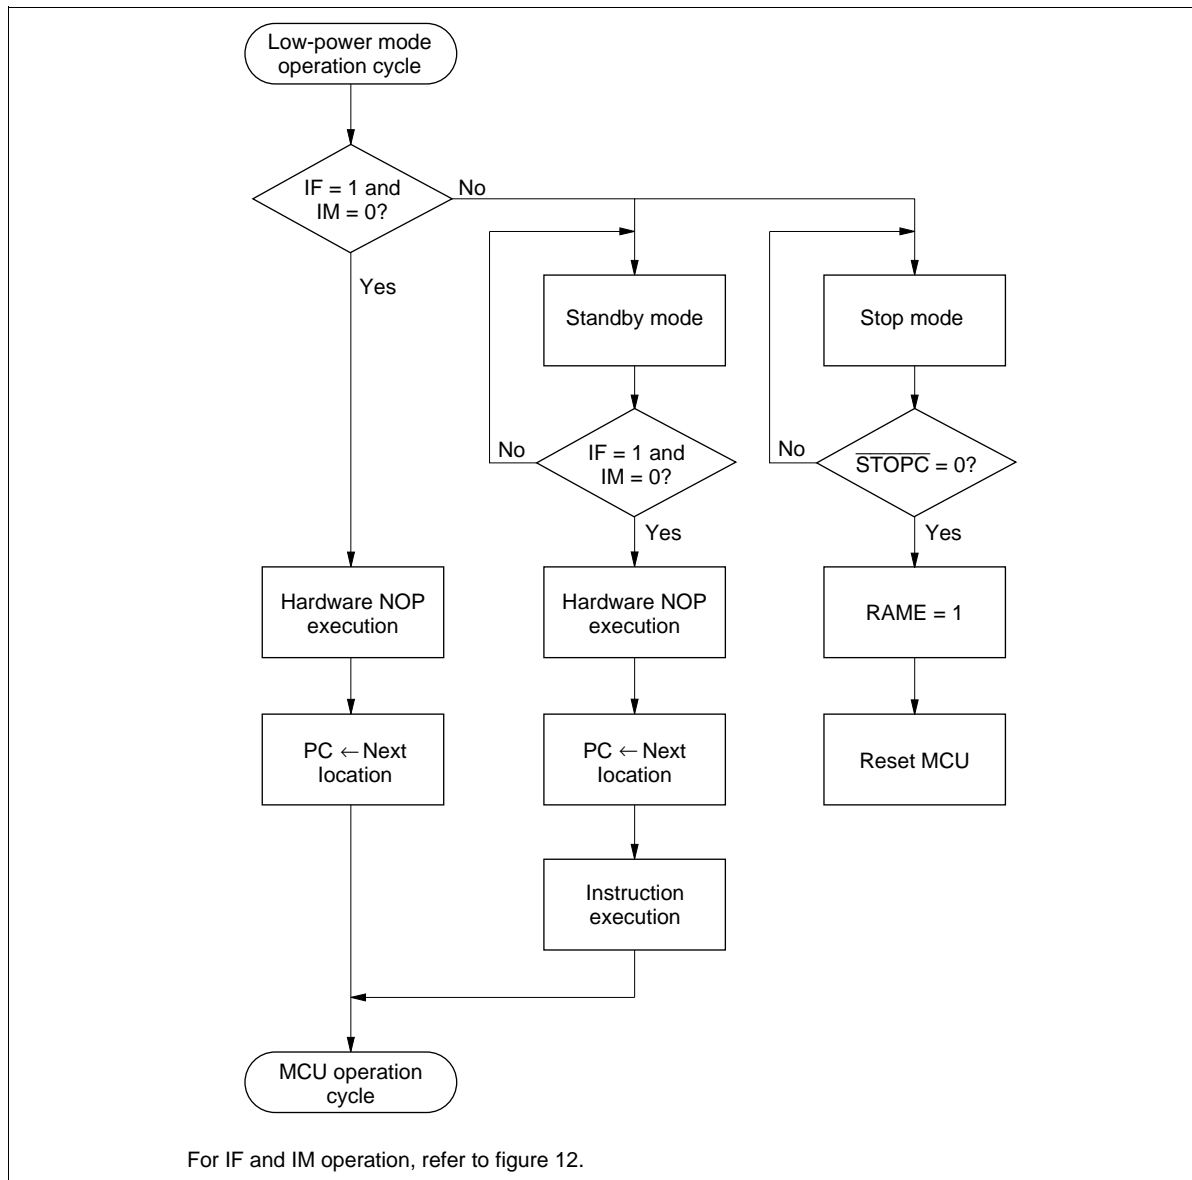 Low-power mode
operation cycle
IF = 1 and
IM = 0?
No
Yes
Standby mode
Stop mode
No
IF = 1 and
IM = 0?
Yes
No
S̅T̅O̅P̅C̅ = 0?
Yes
Hardware NOP
execution
Hardware NOP
execution
RAME = 1
PC ← Next
location
PC ← Next
location
Reset MCU
Instruction
execution
MCU operation
cycle
For IF and IM operation, refer to figure 12.